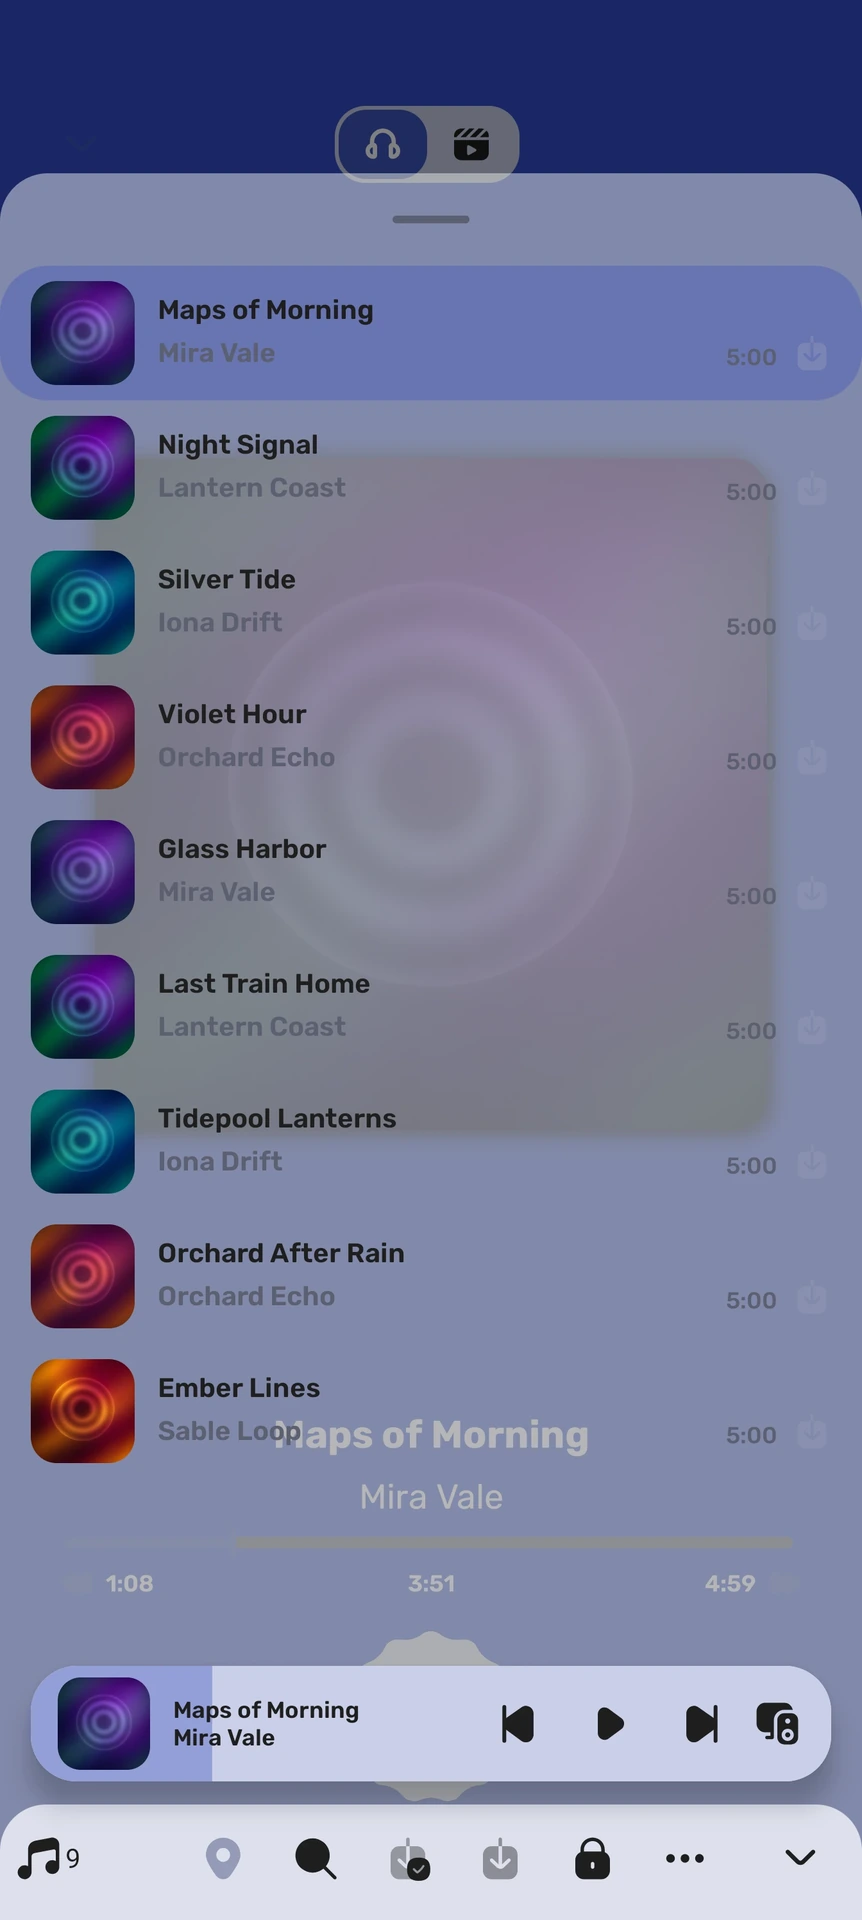 Maps of Morning
Mira Vale
5:00
Night Signal
Lantern Coast
5:00
Silver Tide
Iona Drift
5:00
Violet Hour
Orchard Echo
5:00
Glass Harbor
Mira Vale
5:00
Last Train Home
Lantern Coast
5:00
Tidepool Lanterns
Iona Drift
5:00
Orchard After Rain
Orchard Echo
5:00
Ember Lines
Sable Loop
5:00
Maps of Morning
Mira Vale
1:08 3:51 4:59
Maps of Morning
Mira Vale
9